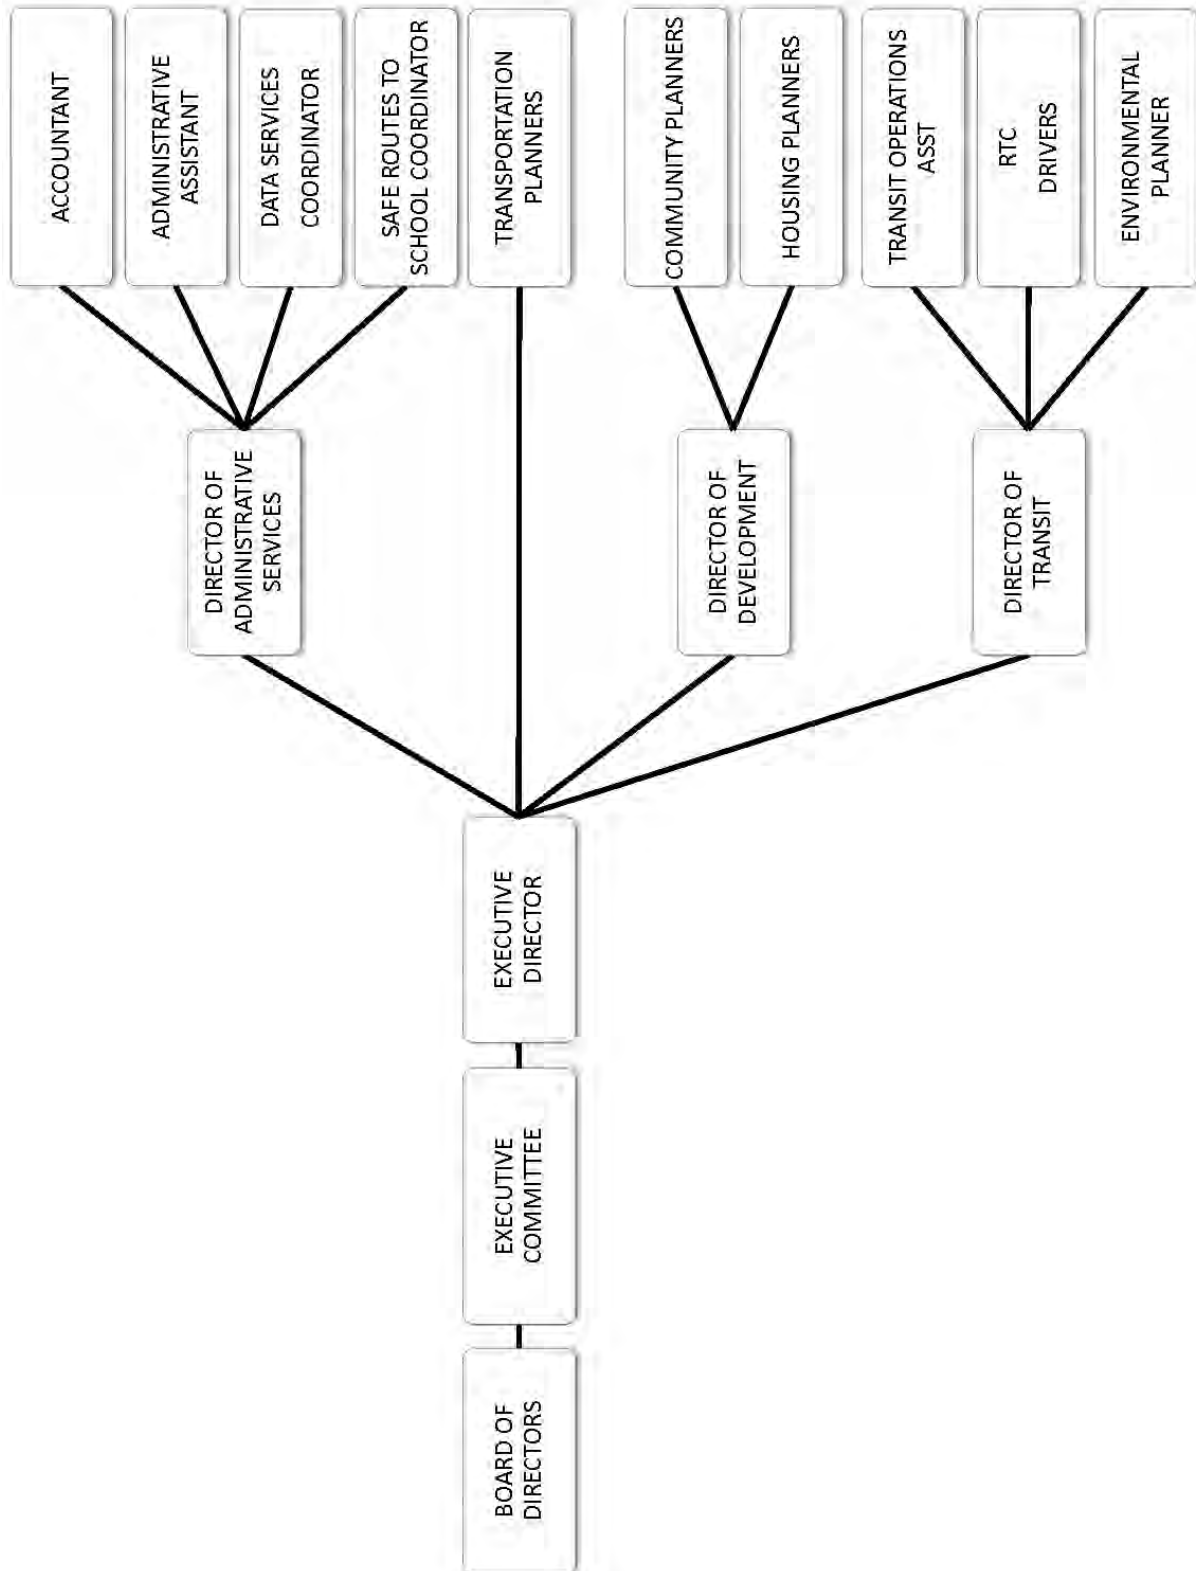 BOARD OF
DIRECTORS
EXECUTIVE
COMMITTEE
EXECUTIVE
DIRECTOR
DIRECTOR OF
ADMINISTRATIVE
SERVICES
DIRECTOR OF
DEVELOPMENT
DIRECTOR OF
TRANSIT
ACCOUNTANT
ADMINISTRATIVE
ASSISTANT
DATA SERVICES
COORDINATOR
SAFE ROUTES TO
SCHOOL COORDINATOR
TRANSPORTATION
PLANNERS
COMMUNITY PLANNERS
HOUSING PLANNERS
TRANSIT OPERATIONS
ASST
RTC
DRIVERS
ENVIRONMENTAL
PLANNER